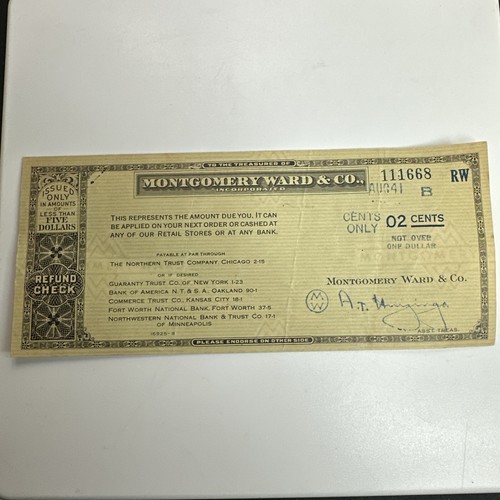 TO THE TREASURER OF
MONTGOMERY WARD & CO.,
INCORPORATED
111668 RW
AUG41 B
ISSUED
ONLY
IN AMOUNTS
OF
LESS THAN
FIVE
DOLLARS
THIS REPRESENTS THE AMOUNT DUE YOU. IT CAN
BE APPLIED ON YOUR NEXT ORDER OR CASHED AT
ANY OF OUR RETAIL STORES OR AT ANY BANK.
CENTS
ONLY 02 CENTS
NOT OVER
ONE DOLLAR
PAYABLE AT PAR THROUGH
THE NORTHERN TRUST COMPANY CHICAGO 2-15
OR IF DESIRED
GUARANTY TRUST CO. OF NEW YORK 1-23
BANK OF AMERICA N.T. & S.A. OAKLAND 90-1
COMMERCE TRUST CO., KANSAS CITY 18-1
FORT WORTH NATIONAL BANK, FORT WORTH 37-5
NORTHWESTERN NATIONAL BANK & TRUST CO. 17-1
OF MINNEAPOLIS
REFUND
CHECK
MONTGOMERY WARD & CO.
ASST TREAS.
PLEASE ENDORSE ON OTHER SIDE